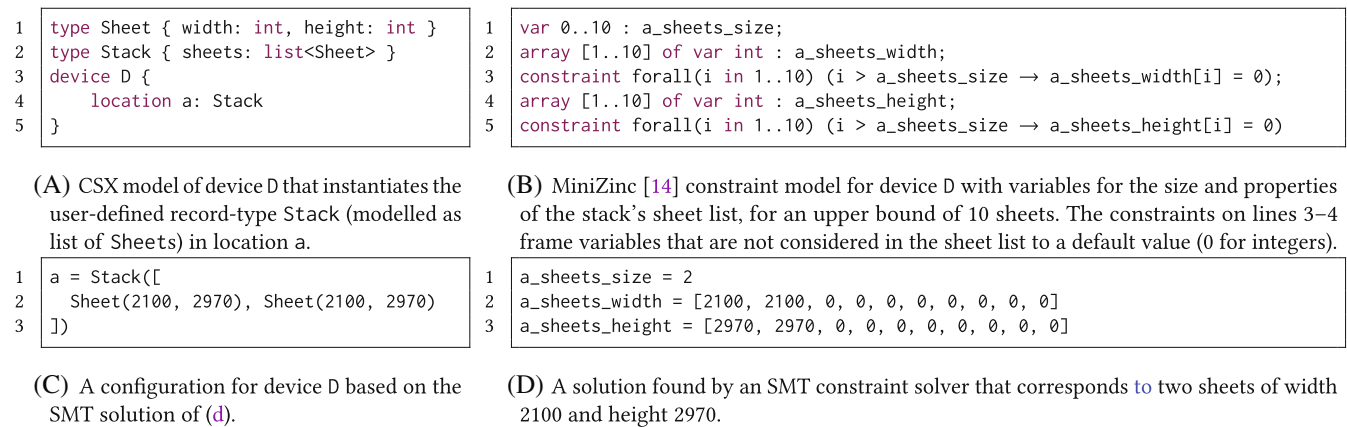 1 type Sheet { width: int, height: int }
2 type Stack { sheets: list<Sheet> }
3 device D {
4     location a: Stack
5 }
(A) CSX model of device D that instantiates the
user-defined record-type Stack (modelled as
list of Sheets) in location a.
1 var 0..10 : a_sheets_size;
2 array [1..10] of var int : a_sheets_width;
3 constraint forall(i in 1..10) (i > a_sheets_size → a_sheets_width[i] = 0);
4 array [1..10] of var int : a_sheets_height;
5 constraint forall(i in 1..10) (i > a_sheets_size → a_sheets_height[i] = 0)
(B) MiniZinc [14] constraint model for device D with variables for the size and properties
of the stack's sheet list, for an upper bound of 10 sheets. The constraints on lines 3–4
frame variables that are not considered in the sheet list to a default value (0 for integers).
1 a = Stack([
2   Sheet(2100, 2970), Sheet(2100, 2970)
3 ])
(C) A configuration for device D based on the
SMT solution of (d).
1 a_sheets_size = 2
2 a_sheets_width = [2100, 2100, 0, 0, 0, 0, 0, 0, 0, 0]
3 a_sheets_height = [2970, 2970, 0, 0, 0, 0, 0, 0, 0, 0]
(D) A solution found by an SMT constraint solver that corresponds to two sheets of width
2100 and height 2970.